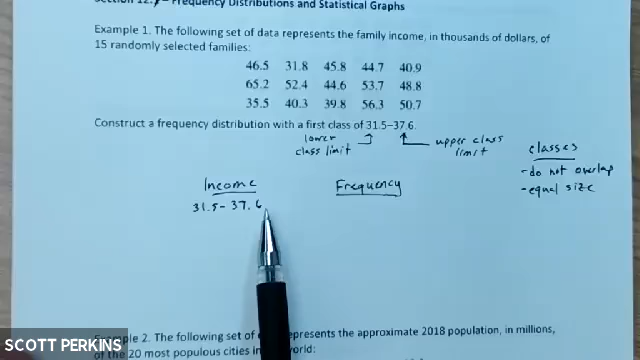 Section 12.7 – Frequency Distributions and Statistical Graphs
Example 1. The following set of data represents the family income, in thousands of dollars, of
15 randomly selected families:
46.5 31.8 45.8 44.7 40.9
65.2 52.4 44.6 53.7 48.8
35.5 40.3 39.8 56.3 50.7
Construct a frequency distribution with a first class of 31.5–37.6.
lower class limit
upper class limit
classes
- do not overlap
- equal size
Income Frequency
31.5 – 37.6
Example 2. The following set of represents the approximate 2018 population, in millions,
of the 20 most populous cities in world:
SCOTT PERKINS